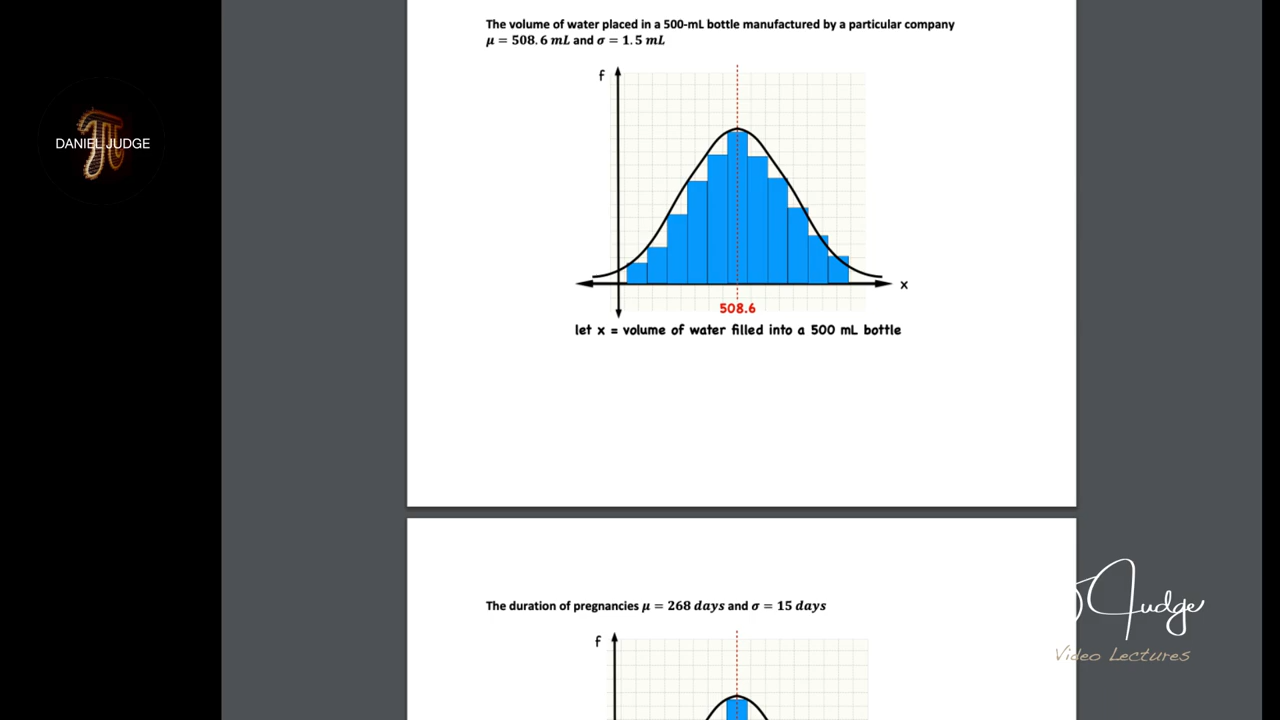 The volume of water placed in a 500-mL bottle manufactured by a particular company
μ = 508.6 mL and σ = 1.5 mL
f
DANIEL JUDGE
x
508.6
let x = volume of water filled into a 500 mL bottle
The duration of pregnancies μ = 268 days and σ = 15 days
f
Judge
Video Lectures